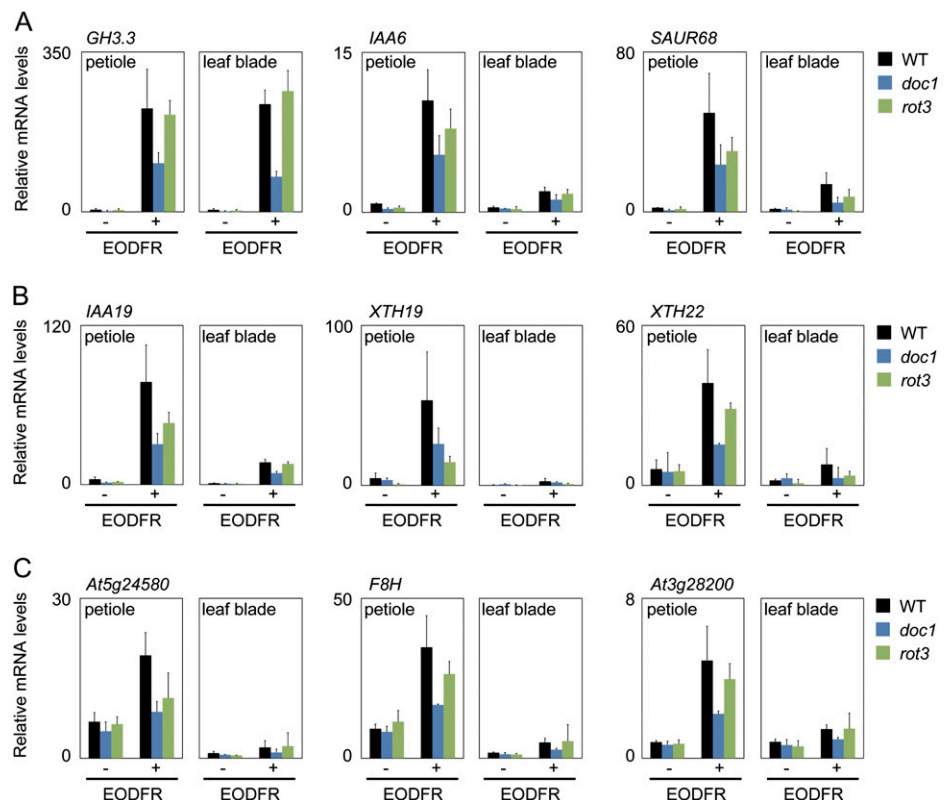 A
GH3.3
IAA6
SAUR68
Relative mRNA levels
350
petiole
leaf blade
0
- +
- +
EODFR
EODFR
15
petiole
leaf blade
0
- +
- +
EODFR
EODFR
80
petiole
leaf blade
0
- +
- +
EODFR
EODFR
WT
doc1
rot3
B
IAA19
XTH19
XTH22
Relative mRNA levels
120
petiole
leaf blade
0
- +
- +
EODFR
EODFR
100
petiole
leaf blade
0
- +
- +
EODFR
EODFR
60
petiole
leaf blade
0
- +
- +
EODFR
EODFR
WT
doc1
rot3
C
At5g24580
F8H
At3g28200
Relative mRNA levels
30
petiole
leaf blade
0
- +
- +
EODFR
EODFR
50
petiole
leaf blade
0
- +
- +
EODFR
EODFR
8
petiole
leaf blade
0
- +
- +
EODFR
EODFR
WT
doc1
rot3